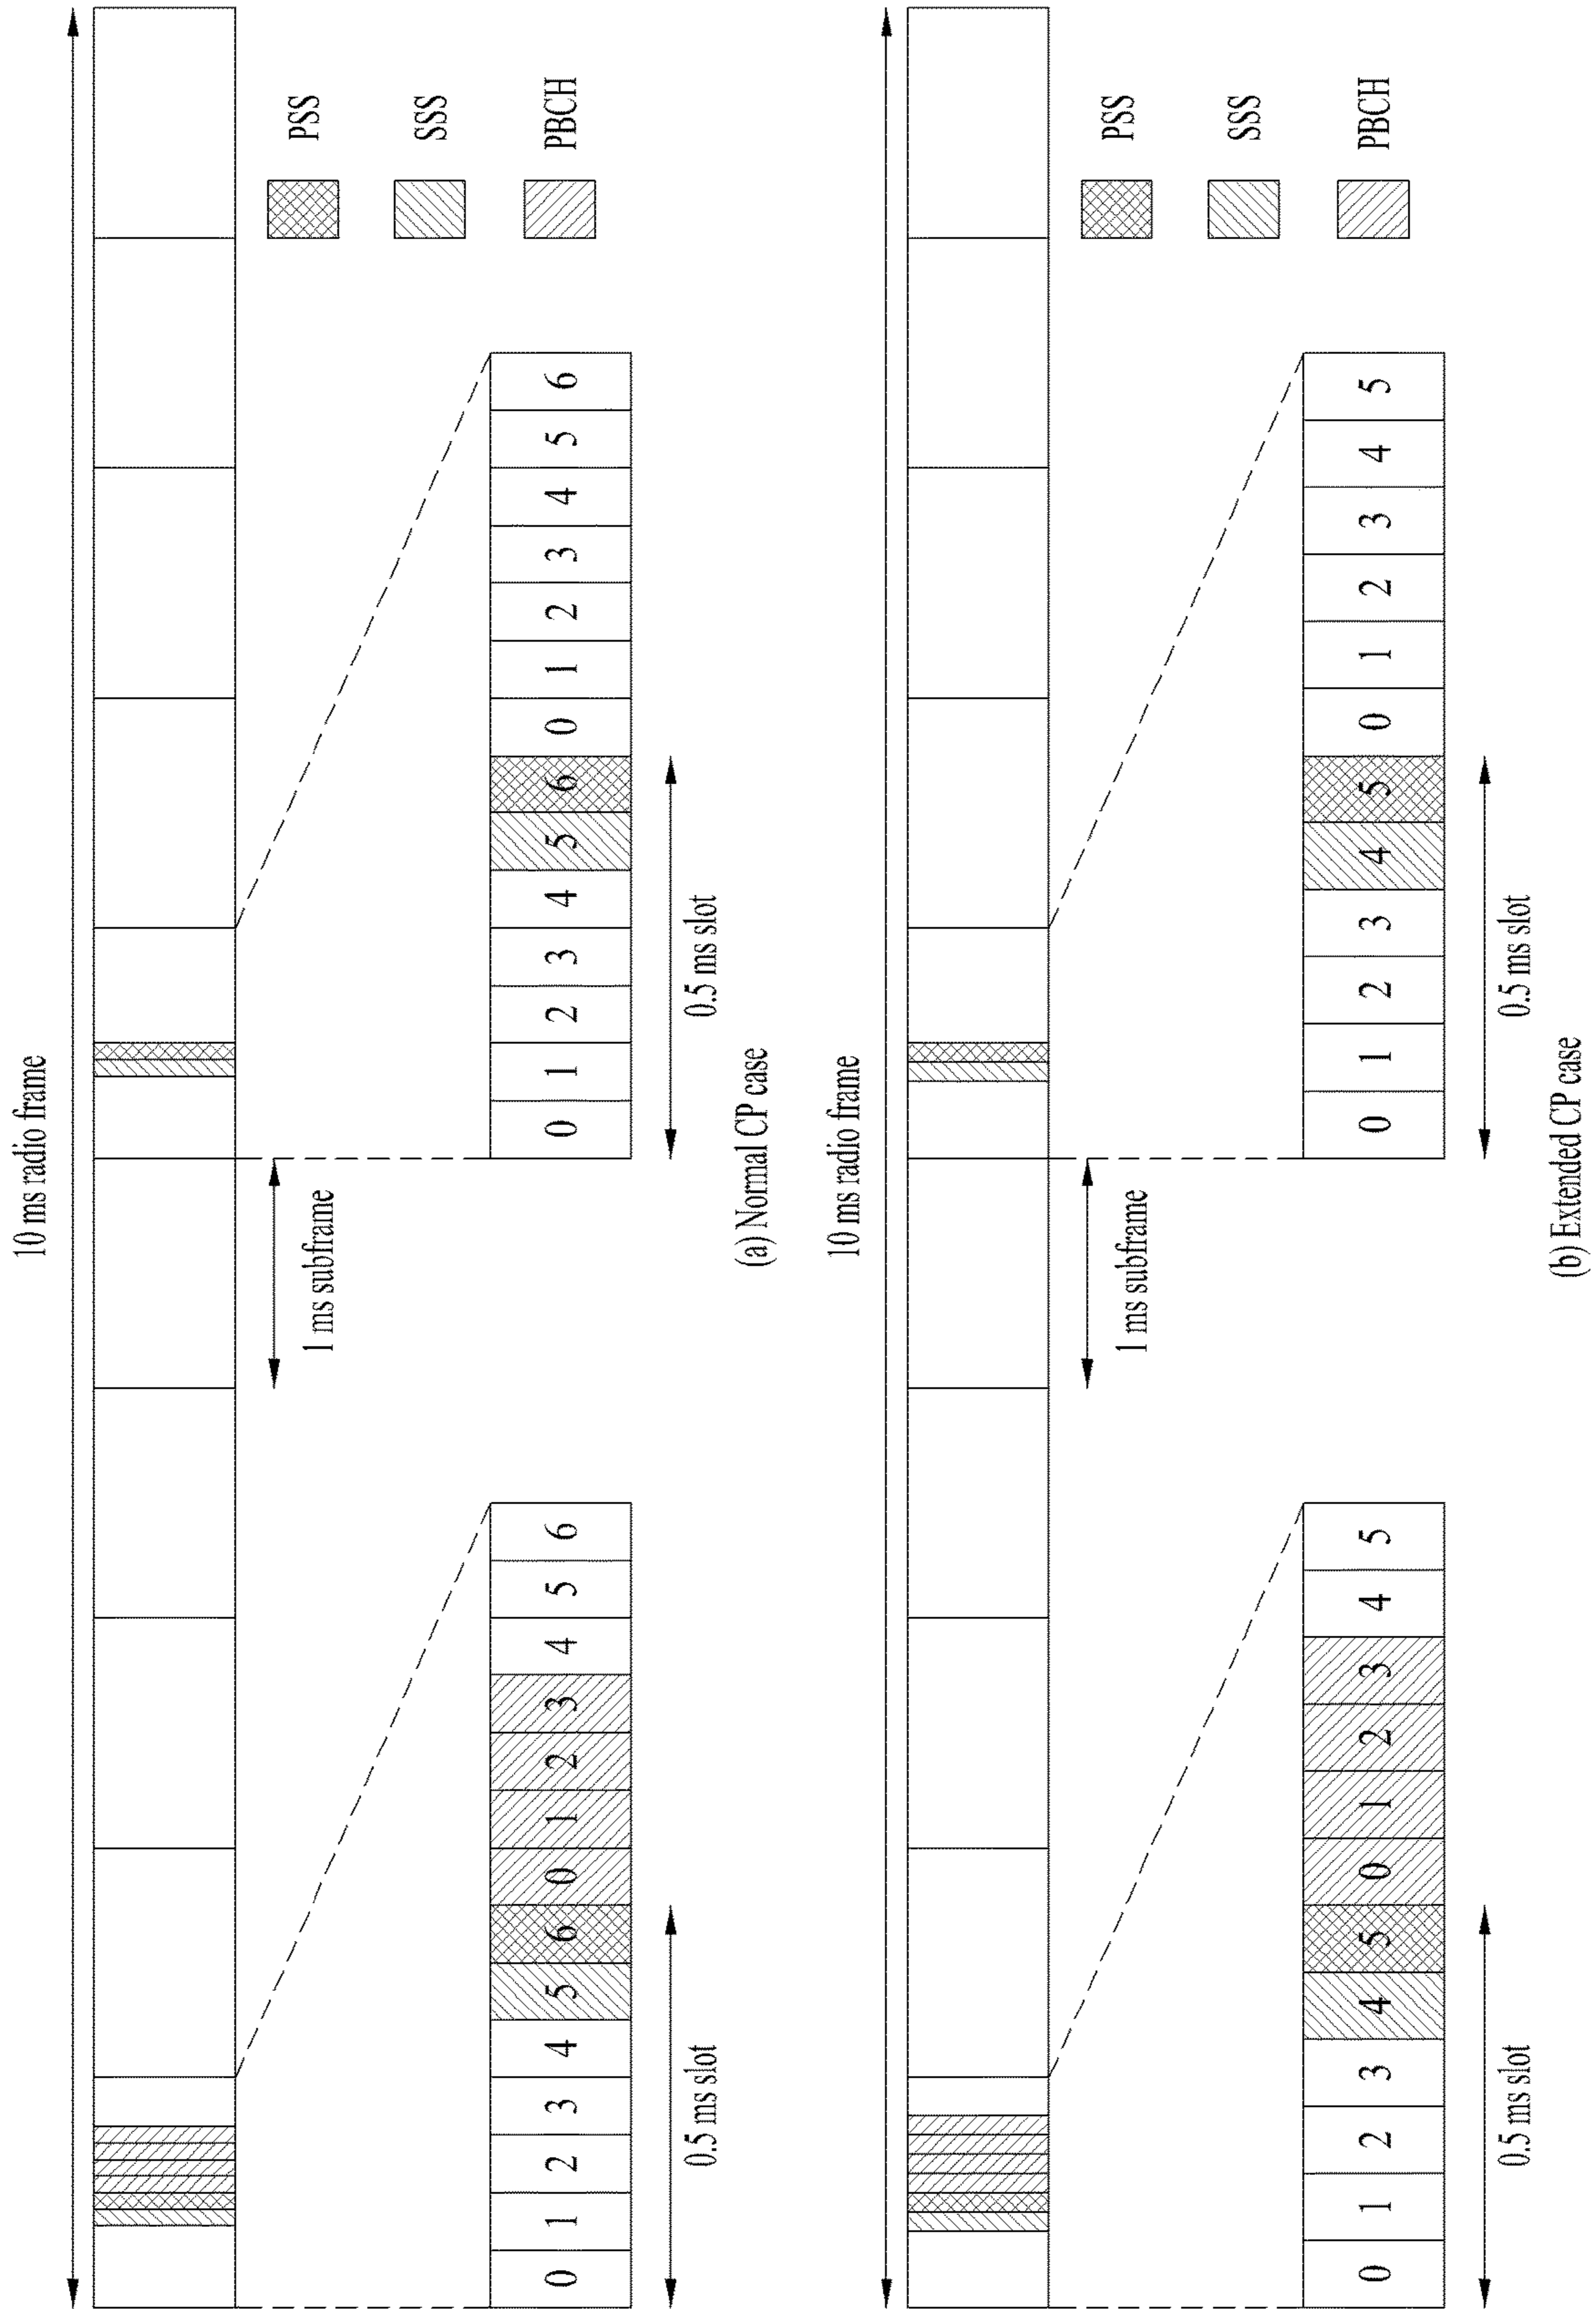 10 ms radio frame
1 ms subframe
PSS
SSS
PBCH
0 1 2 3 4 5 6 0 1 2 3 4 5 6
0 1 2 3 4 5 6 0 1 2 3 4 5 6
0.5 ms slot
0.5 ms slot
(a) Normal CP case
10 ms radio frame
1 ms subframe
PSS
SSS
PBCH
0 1 2 3 4 5 0 1 2 3 4 5
0 1 2 3 4 5 0 1 2 3 4 5
0.5 ms slot
0.5 ms slot
(b) Extended CP case